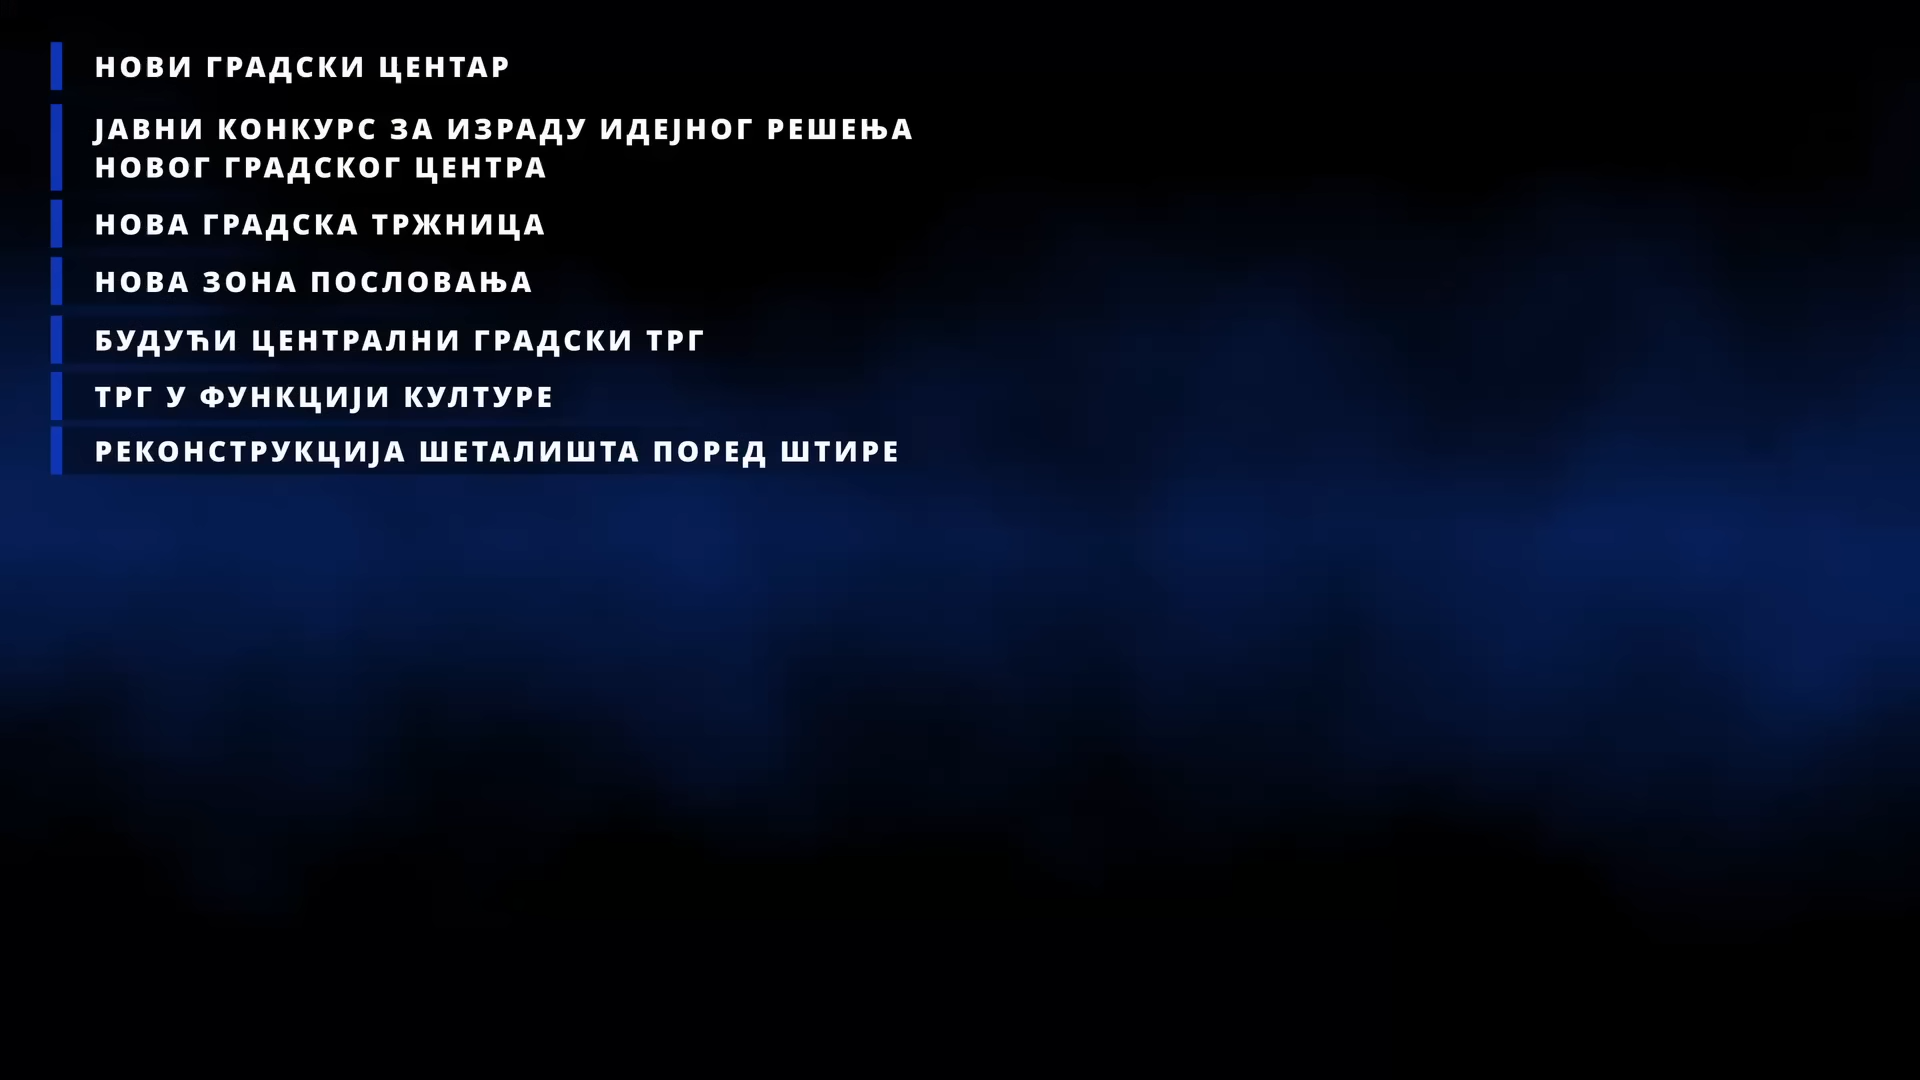 НОВИ ГРАДСКИ ЦЕНТАР
ЈАВНИ КОНКУРС ЗА ИЗРАДУ ИДЕЈНОГ РЕШЕЊА
НОВОГ ГРАДСКОГ ЦЕНТРА
НОВА ГРАДСКА ТРЖНИЦА
НОВА ЗОНА ПОСЛОВАЊА
БУДУЋИ ЦЕНТРАЛНИ ГРАДСКИ ТРГ
ТРГ У ФУНКЦИЈИ КУЛТУРЕ
РЕКОНСТРУКЦИЈА ШЕТАЛИШТА ПОРЕД ШТИРЕ